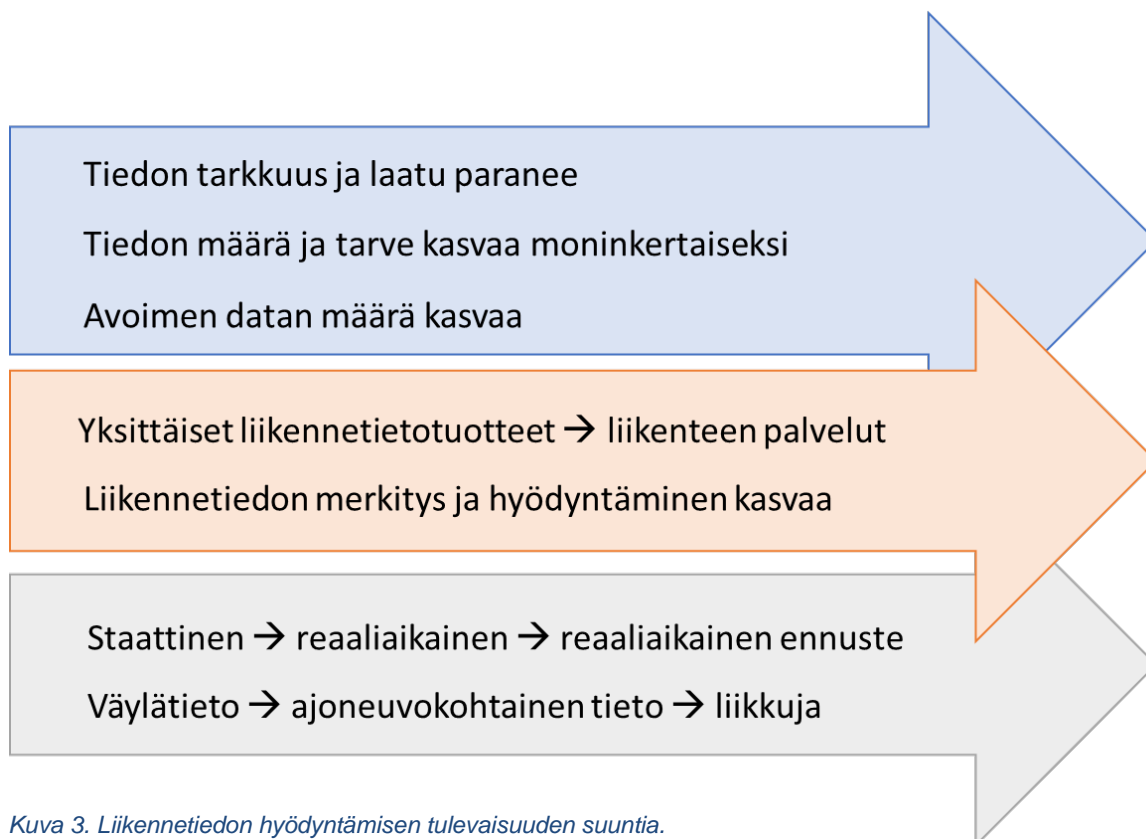 Tiedon tarkkuus ja laatu paranee
Tiedon määrä ja tarve kasvaa moninkertaiseksi
Avoimen datan määrä kasvaa
Yksittäiset liikennetietotuotteet → liikenteen palvelut
Liikennetiedon merkitys ja hyödyntäminen kasvaa
Staattinen → reaaliaikainen → reaaliaikainen ennuste
Väylätieto → ajoneuvokohtainen tieto → liikkuja
Kuva 3. Liikennetiedon hyödyntämisen tulevaisuuden suuntia.